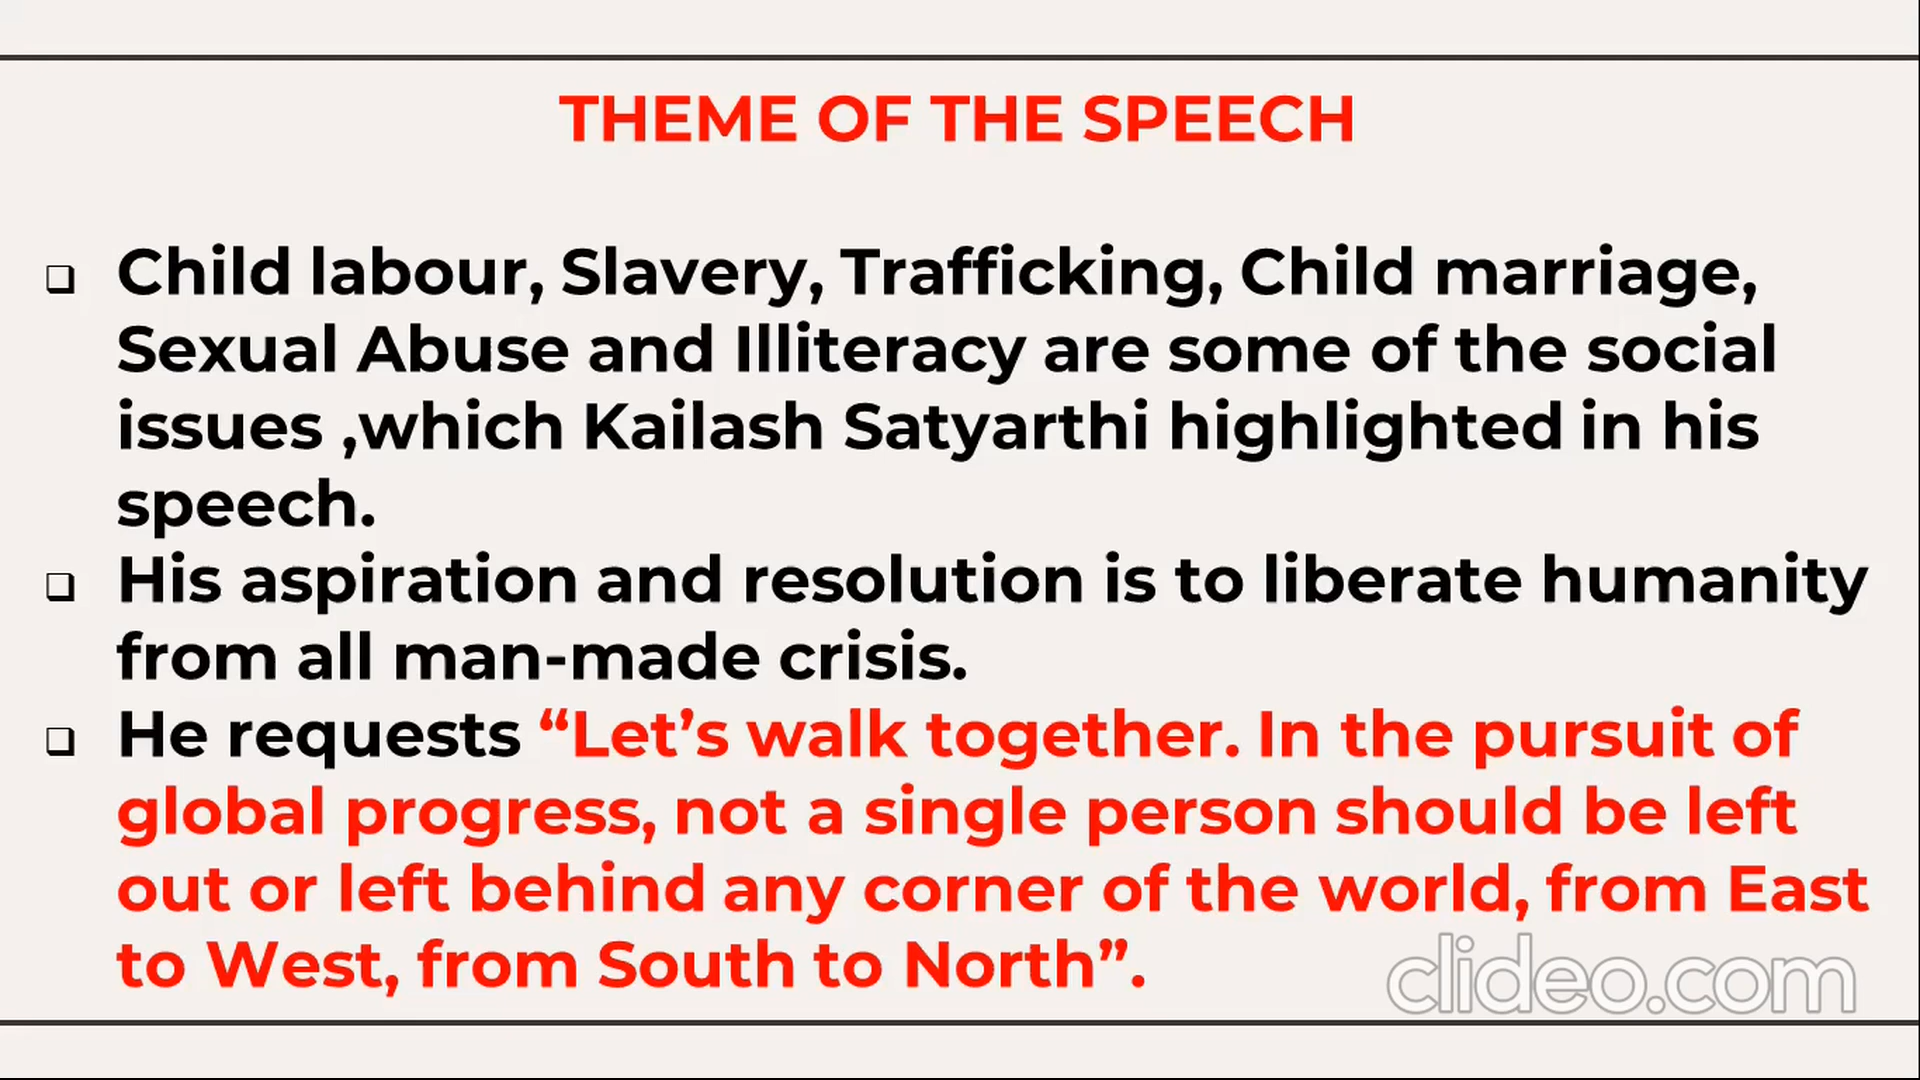 THEME OF THE SPEECH
❑ Child labour, Slavery, Trafficking, Child marriage,
Sexual Abuse and Illiteracy are some of the social
issues ,which Kailash Satyarthi highlighted in his
speech.
❑ His aspiration and resolution is to liberate humanity
from all man-made crisis.
❑ He requests “Let’s walk together. In the pursuit of
global progress, not a single person should be left
out or left behind any corner of the world, from East
to West, from South to North”.
clideo.com